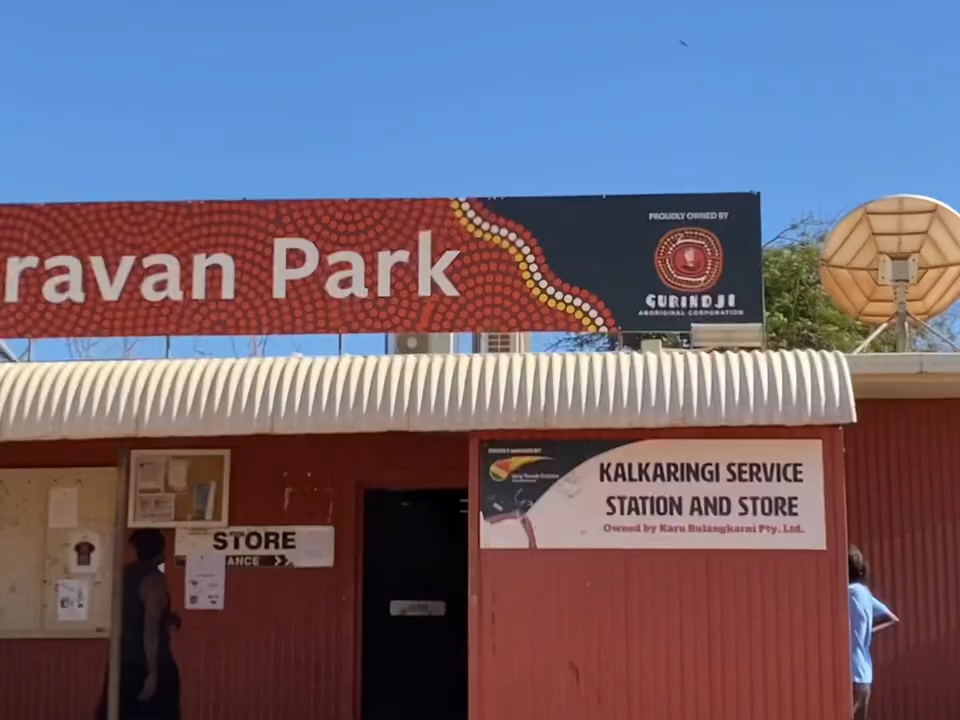 ravan Park
PROUDLY OWNED BY
GURINDJI
ABORIGINAL CORPORATION
KALKARINGI SERVICE
STATION AND STORE
Owned by Karu Bulangkarni Pty. Ltd.
STORE
ANCE